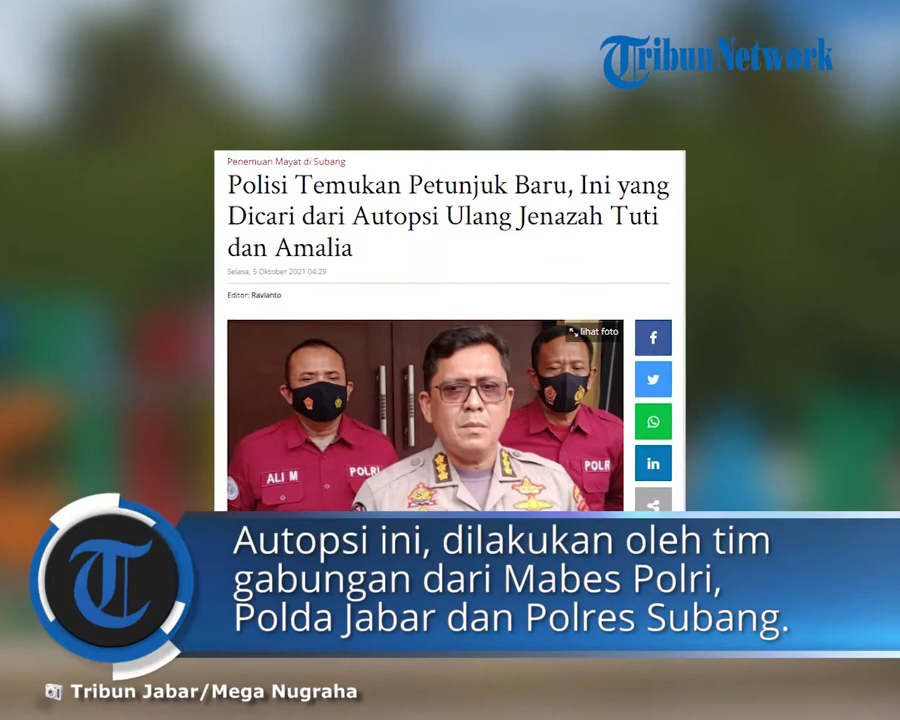 TribunNetwork
Penemuan Mayat di Subang
Polisi Temukan Petunjuk Baru, Ini yang
Dicari dari Autopsi Ulang Jenazah Tuti
dan Amalia
Selasa, 5 Oktober 2021 04:29
Editor: Ravianto
lihat foto
ALI M
POLRI
POLR
Autopsi ini, dilakukan oleh tim
gabungan dari Mabes Polri,
Polda Jabar dan Polres Subang.
Tribun Jabar/Mega Nugraha